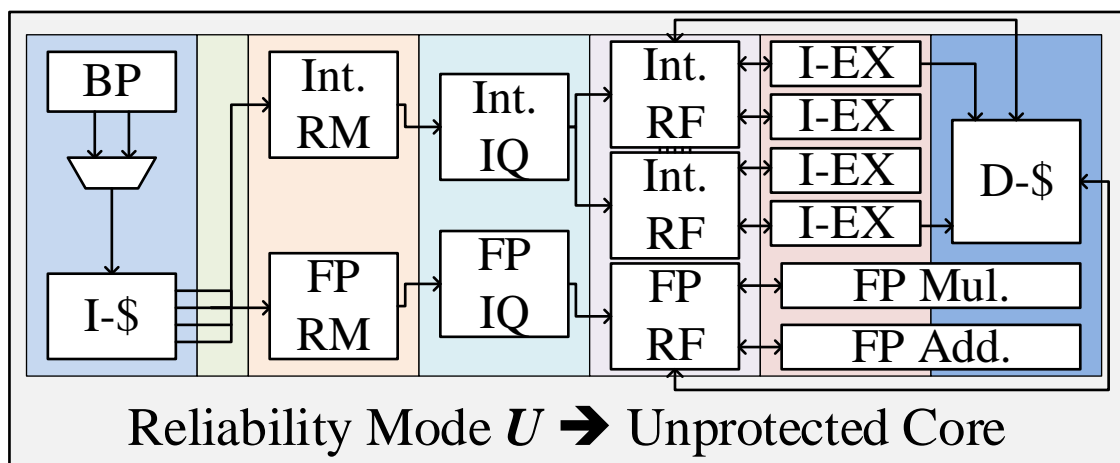 BP
I-$
Int.
RM
FP
RM
Int.
IQ
FP
IQ
Int.
RF
Int.
RF
FP
RF
I-EX
I-EX
I-EX
I-EX
D-$
FP Mul.
FP Add.
Reliability Mode U ➔ Unprotected Core